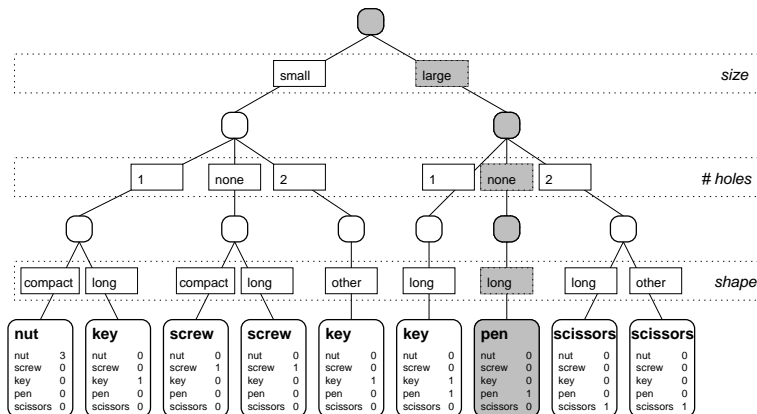 small large size
1 none 2 1 none 2 # holes
compact long compact long other long long long other shape
nut key screw screw key key pen scissors scissors
nut 3 nut 0 nut 0 nut 0 nut 0 nut 0 nut 0 nut 0 nut 0
screw 0 screw 0 screw 1 screw 1 screw 0 screw 0 screw 0 screw 0 screw 0
key 0 key 1 key 0 key 0 key 1 key 1 key 0 key 0 key 0
pen 0 pen 0 pen 0 pen 0 pen 0 pen 0 pen 1 pen 0 pen 0
scissors 0 scissors 0 scissors 0 scissors 0 scissors 0 scissors 0 scissors 0 scissors 1 scissors 1